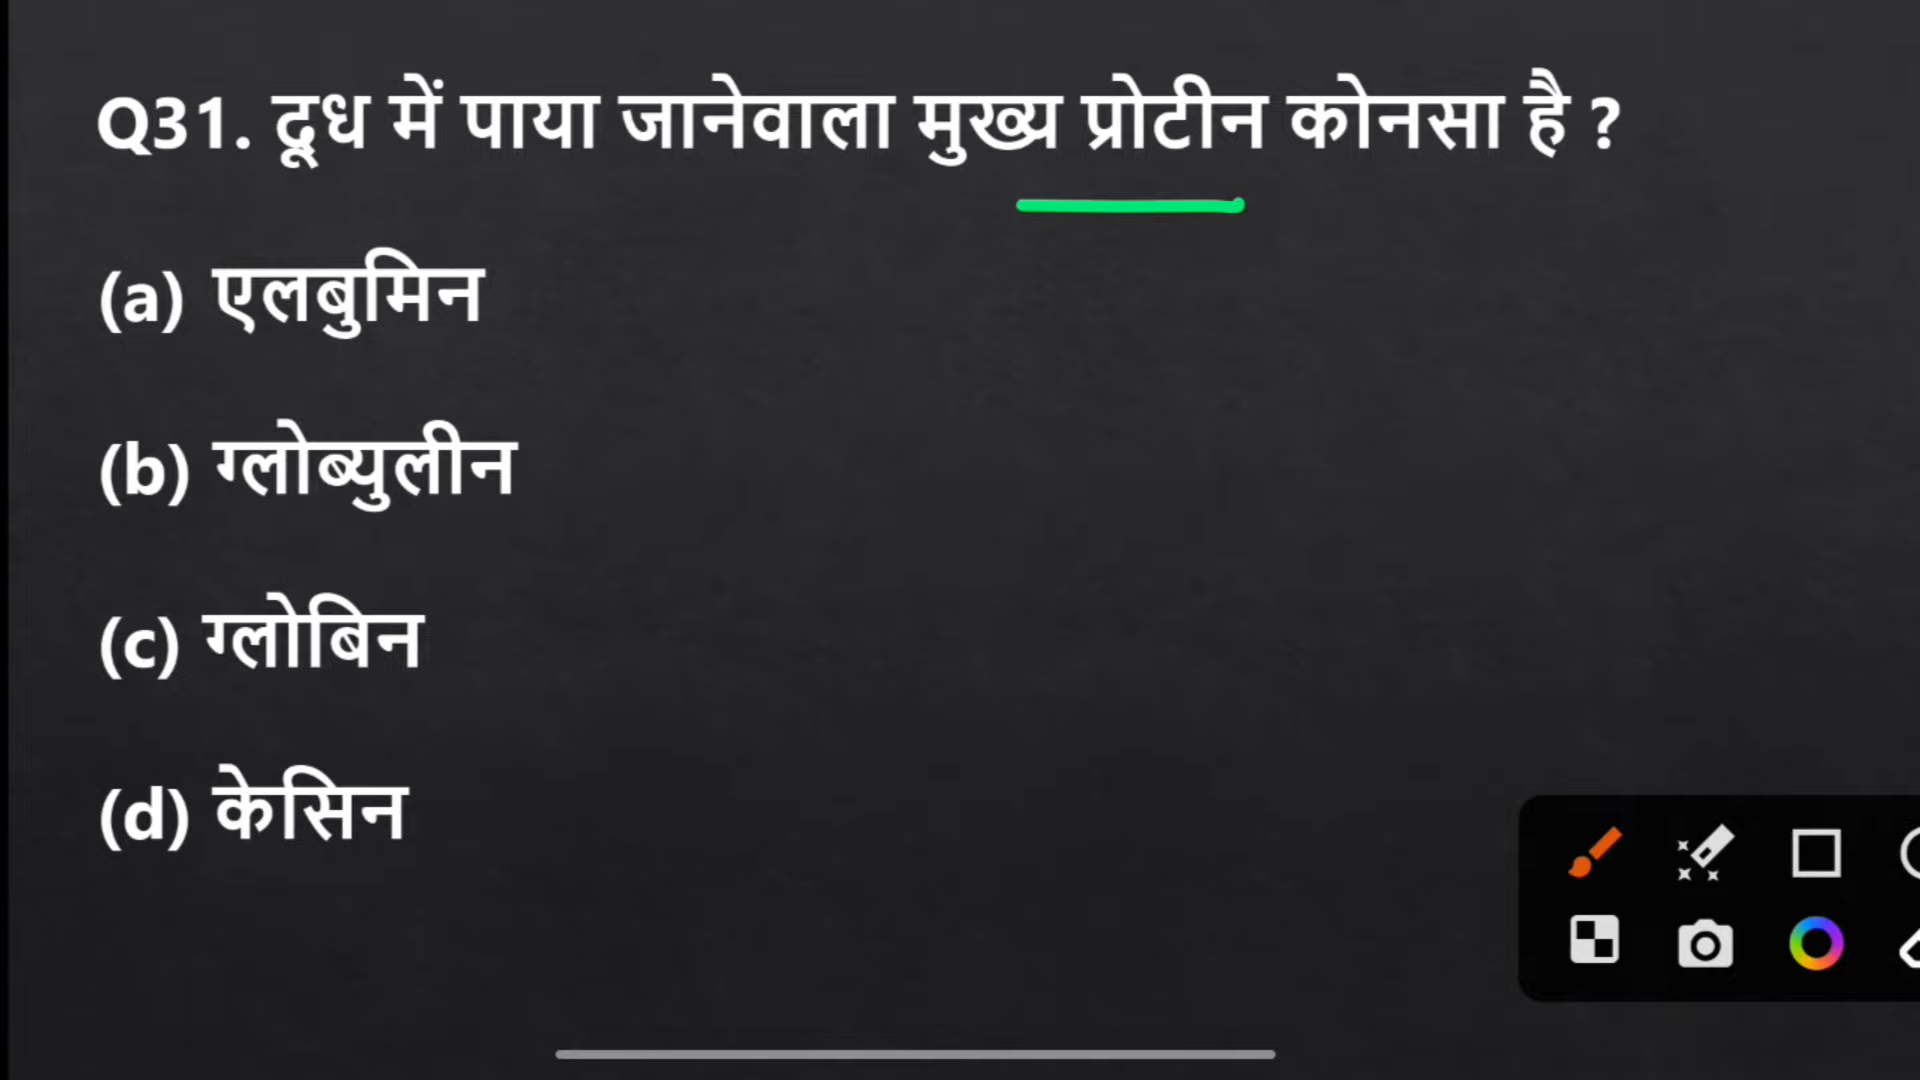 Q31. दूध में पाया जानेवाला मुख्य प्रोटीन कोनसा है ?
(a) एलबुमिन
(b) ग्लोब्युलीन
(c) ग्लोबिन
(d) केसिन